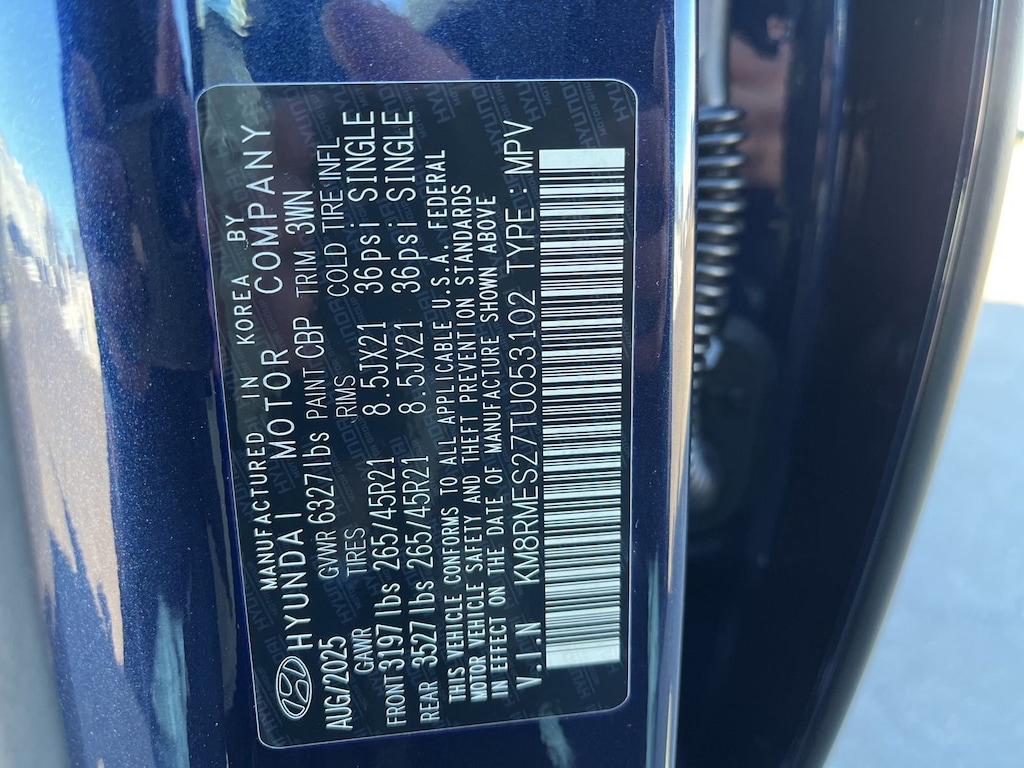 MANUFACTURED IN KOREA BY
HYUNDAI MOTOR COMPANY
AUG/2025 GVWR 6327lbs PAINT CBP TRIM 3WN
GAWR TIRES RIMS COLD TIRE INFL
FRONT 3197lbs 265/45R21 8.5JX21 36psi SINGLE
REAR 3527lbs 265/45R21 8.5JX21 36psi SINGLE
THIS VEHICLE CONFORMS TO ALL APPLICABLE U.S.A. FEDERAL
MOTOR VEHICLE SAFETY AND THEFT PREVENTION STANDARDS
IN EFFECT ON THE DATE OF MANUFACTURE SHOWN ABOVE
V.I.N KM8RMES27TU053102 TYPE : MPV